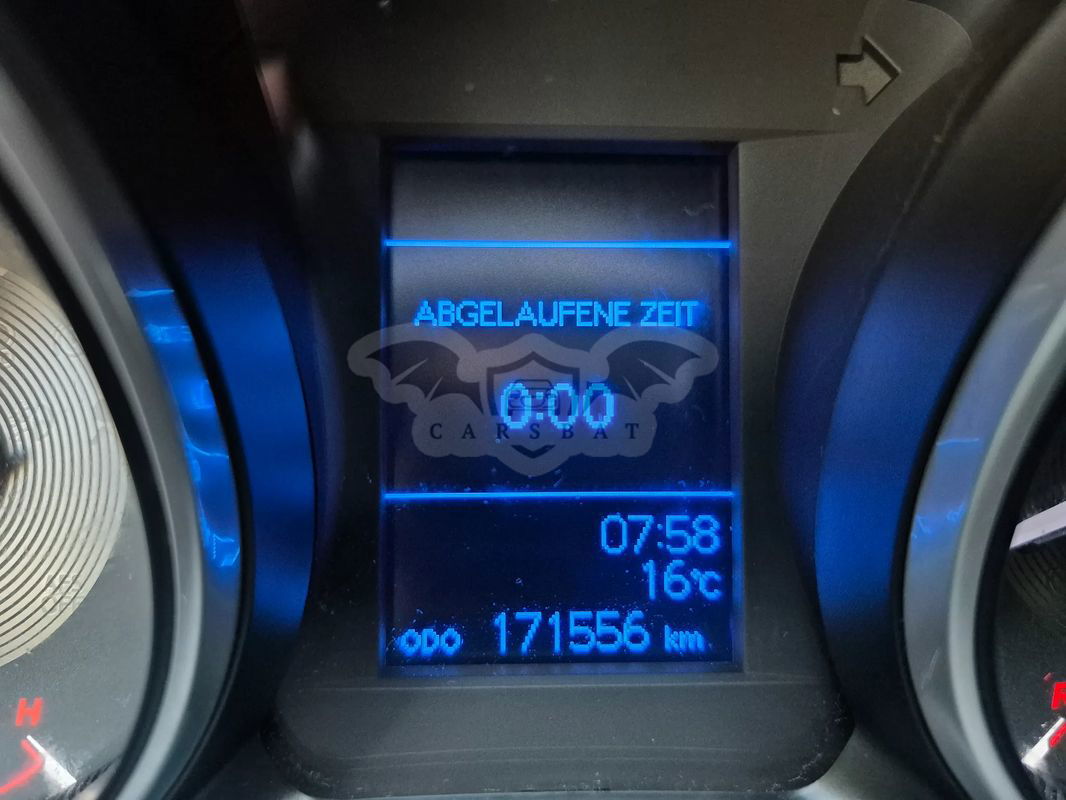 ABGELAUFENE ZEIT
0:00
CARSBAT
07:58
16°C
ODO 171556 km
H